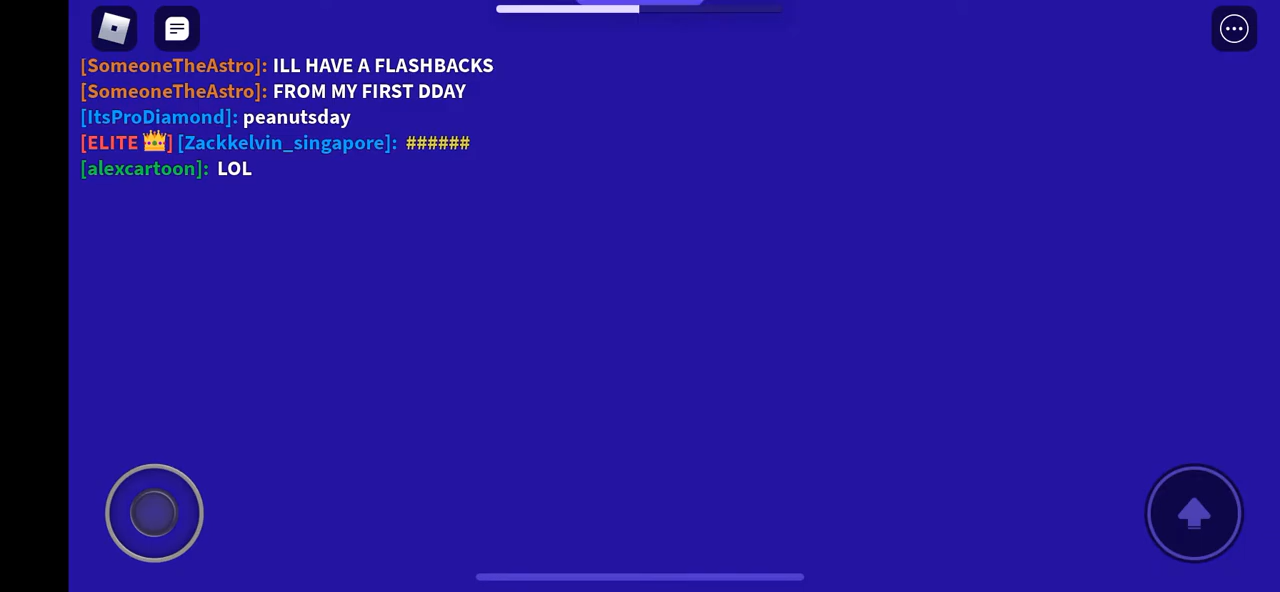 [SomeoneTheAstro]: ILL HAVE A FLASHBACKS
[SomeoneTheAstro]: FROM MY FIRST DDAY
[ItsProDiamond]: peanutsday
[ELITE 👑] [Zackkelvin_singapore]: ######
[alexcartoon]: LOL